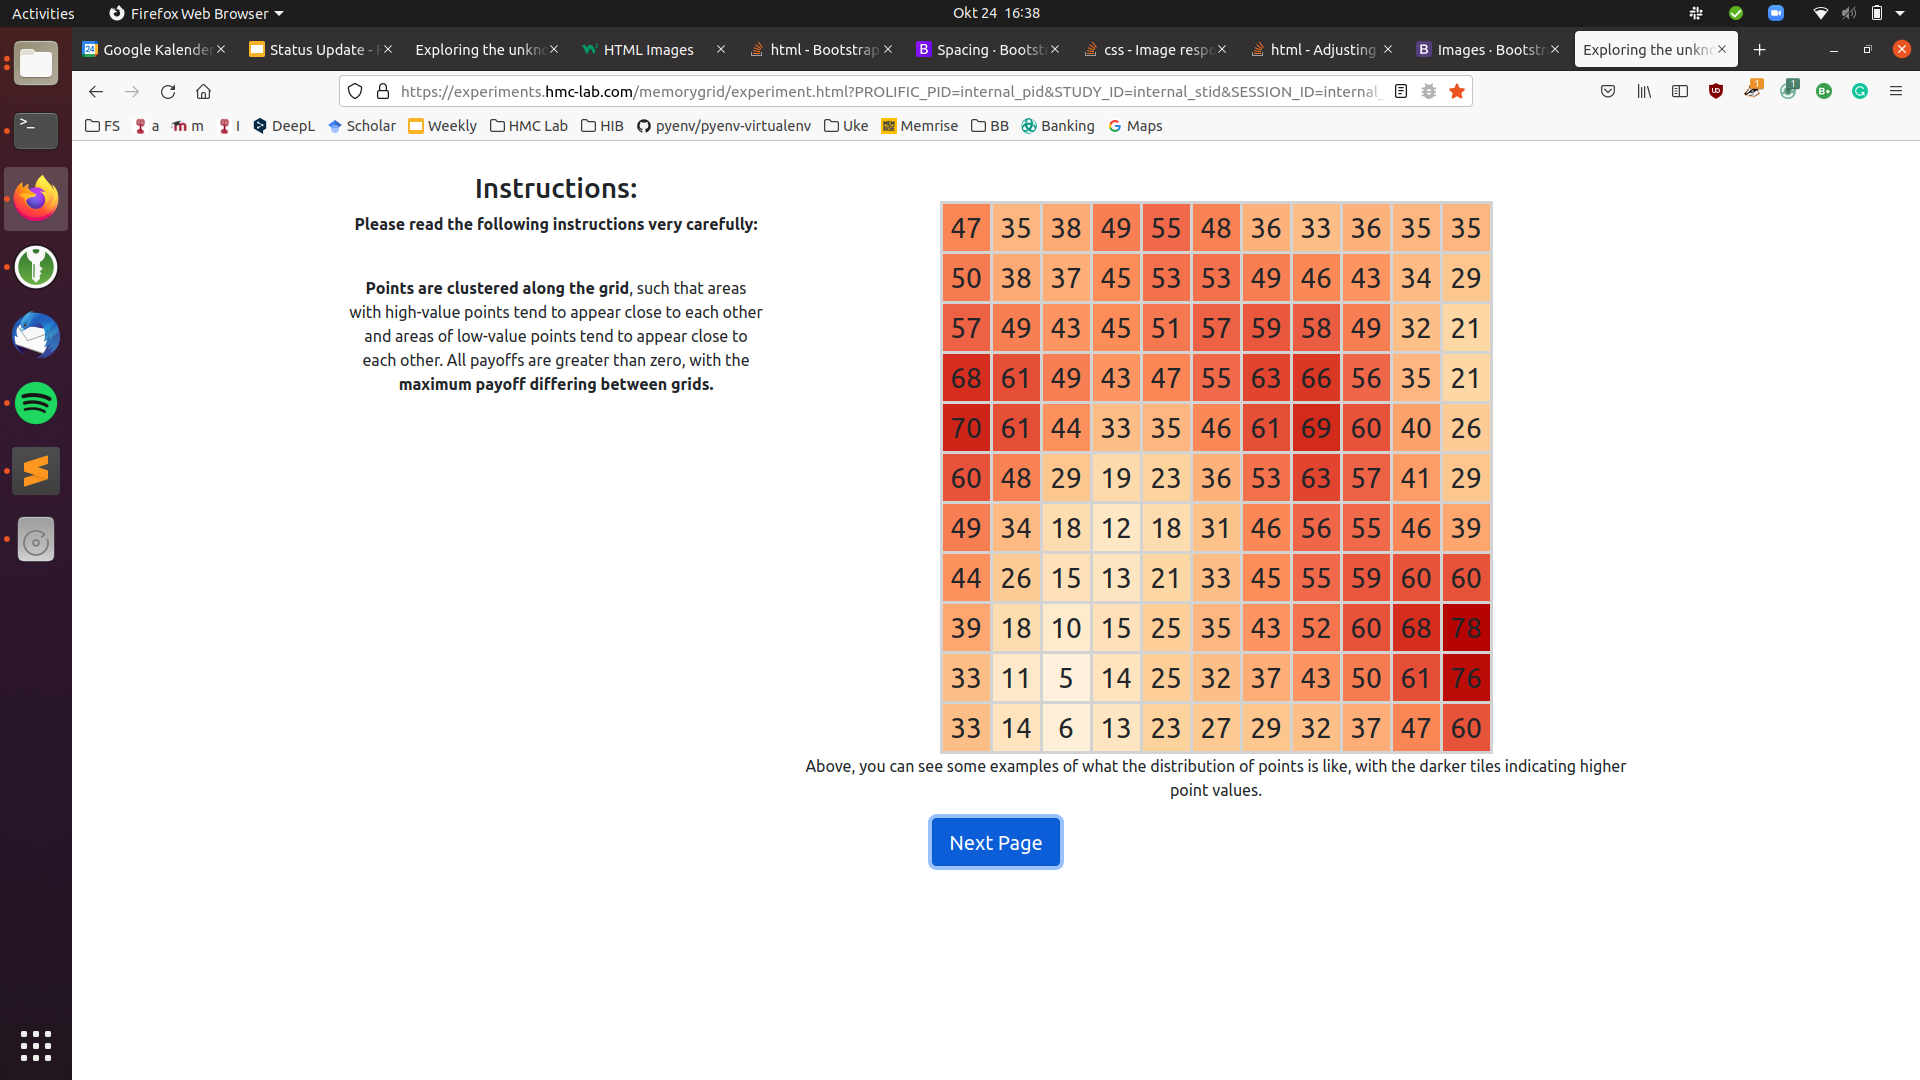 Activities Firefox Web Browser Okt 24 16:38
Google Kalender Status Update - Exploring the unkn HTML Images html - Bootstrap Spacing · Bootst css - Image respo html - Adjusting Images · Bootstr Exploring the unkn
https://experiments.hmc-lab.com/memorygrid/experiment.html?PROLIFIC_PID=internal_pid&STUDY_ID=internal_stid&SESSION_ID=internal_
FS a m I DeepL Scholar Weekly HMC Lab HIB pyenv/pyenv-virtualenv Uke Memrise BB Banking Maps
Instructions:
Please read the following instructions very carefully:
Points are clustered along the grid, such that areas
with high-value points tend to appear close to each other
and areas of low-value points tend to appear close to
each other. All payoffs are greater than zero, with the
maximum payoff differing between grids.
47 35 38 49 55 48 36 33 36 35 35
50 38 37 45 53 53 49 46 43 34 29
57 49 43 45 51 57 59 58 49 32 21
68 61 49 43 47 55 63 66 56 35 21
70 61 44 33 35 46 61 69 60 40 26
60 48 29 19 23 36 53 63 57 41 29
49 34 18 12 18 31 46 56 55 46 39
44 26 15 13 21 33 45 55 59 60 60
39 18 10 15 25 35 43 52 60 68 78
33 11 5 14 25 32 37 43 50 61 76
33 14 6 13 23 27 29 32 37 47 60
Above, you can see some examples of what the distribution of points is like, with the darker tiles indicating higher
point values.
Next Page